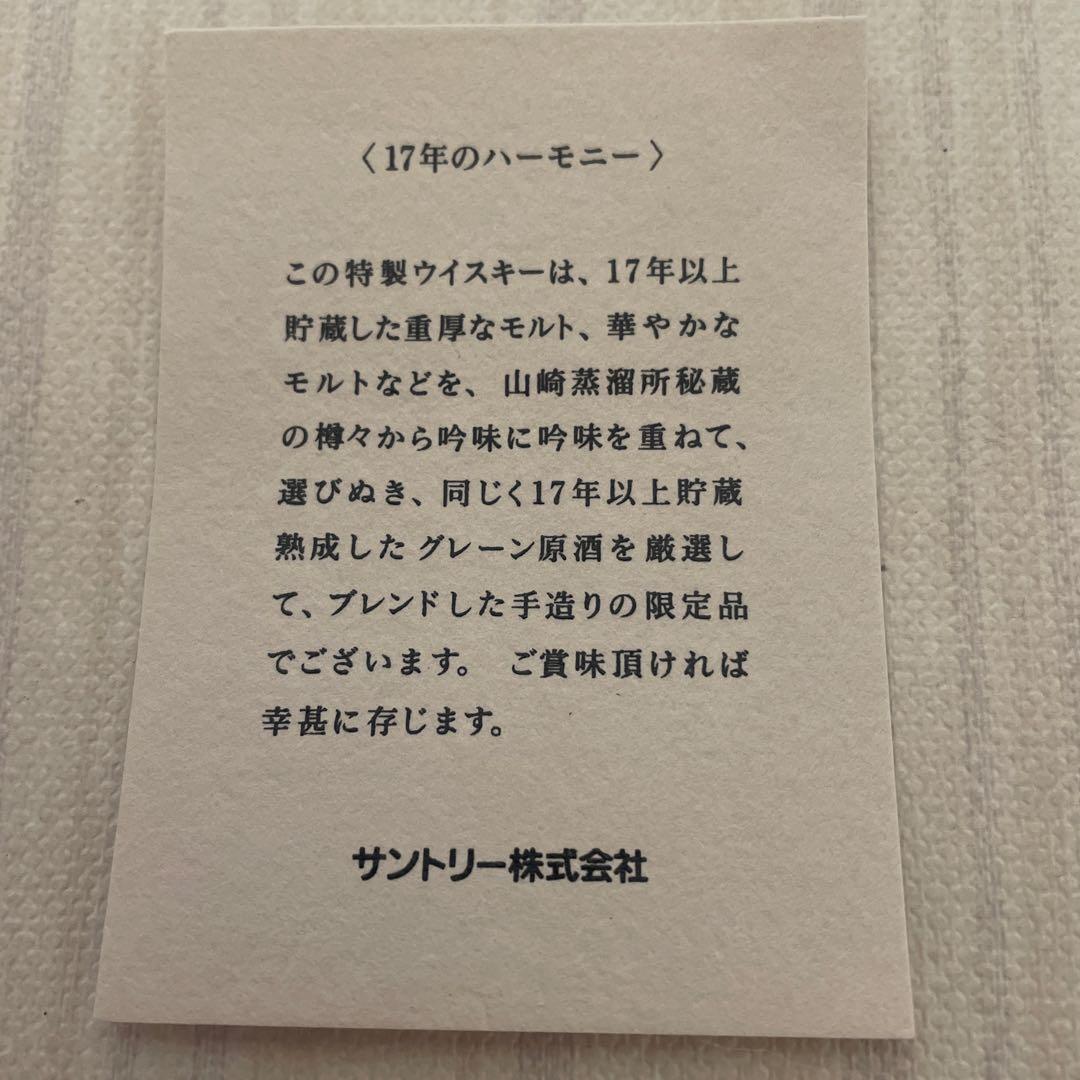 〈17年のハーモニー〉
この特製ウイスキーは、17年以上
貯蔵した重厚なモルト、華やかな
モルトなどを、山崎蒸溜所秘蔵
の樽々から吟味に吟味を重ねて、
選びぬき、同じく17年以上貯蔵
熟成したグレーン原酒を厳選し
て、ブレンドした手造りの限定品
でございます。 ご賞味頂ければ
幸甚に存じます。
サントリー株式会社